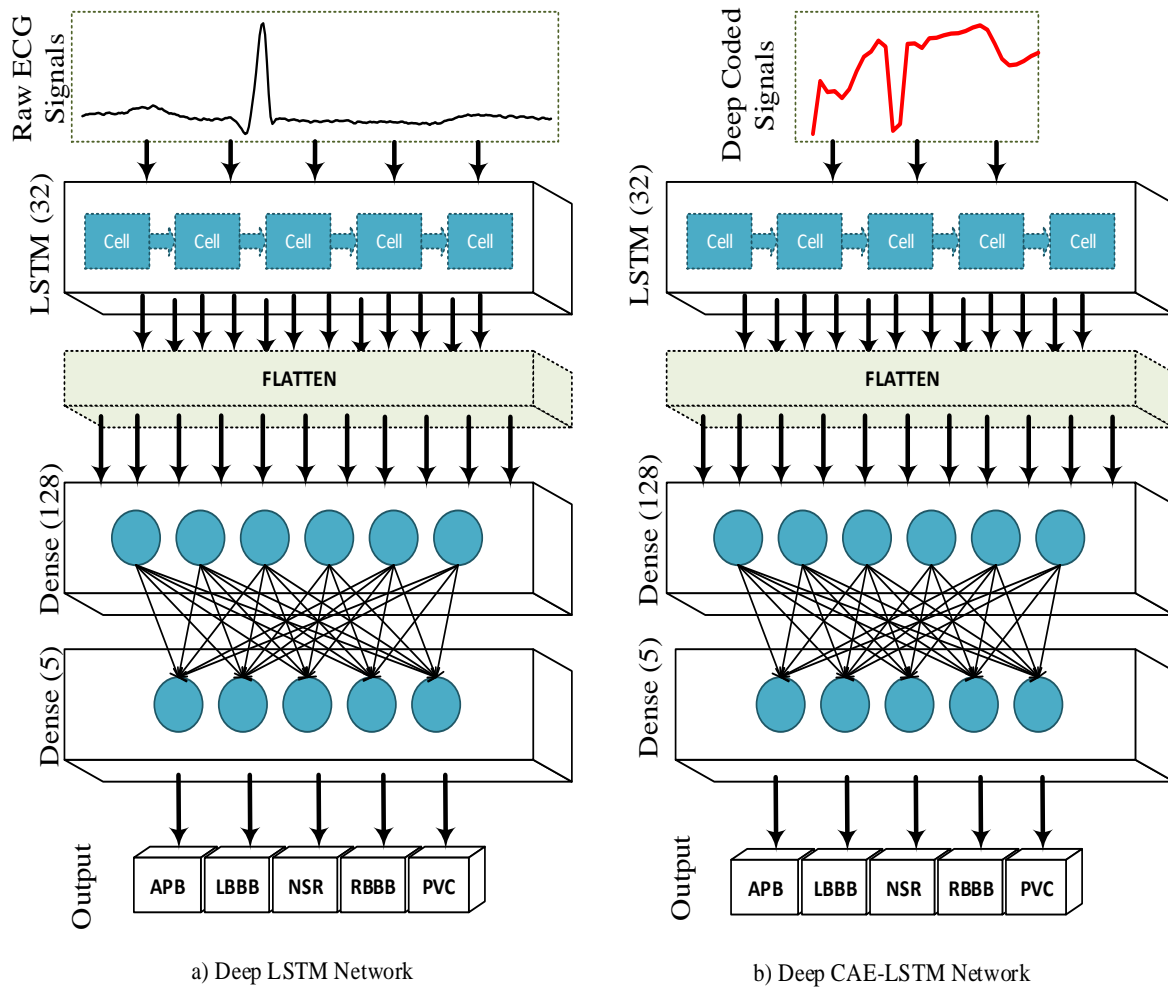 Raw ECG
Signals
LSTM (32)
Cell Cell Cell Cell Cell
FLATTEN
Dense (128)
Dense (5)
Output
APB LBBB NSR RBBB PVC
a) Deep LSTM Network
Deep Coded
Signals
LSTM (32)
Cell Cell Cell Cell Cell
FLATTEN
Dense (128)
Dense (5)
Output
APB LBBB NSR RBBB PVC
b) Deep CAE-LSTM Network